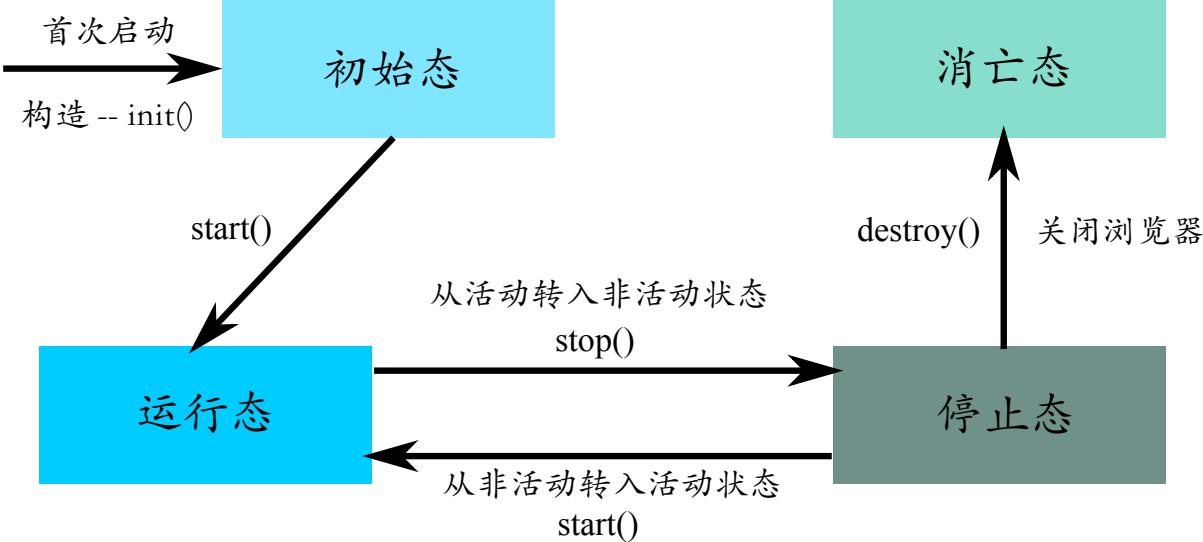 首次启动
初始态
消亡态
构造 -- init()
start()
destroy()
关闭浏览器
从活动转入非活动状态
stop()
运行态
停止态
从非活动转入活动状态
start()